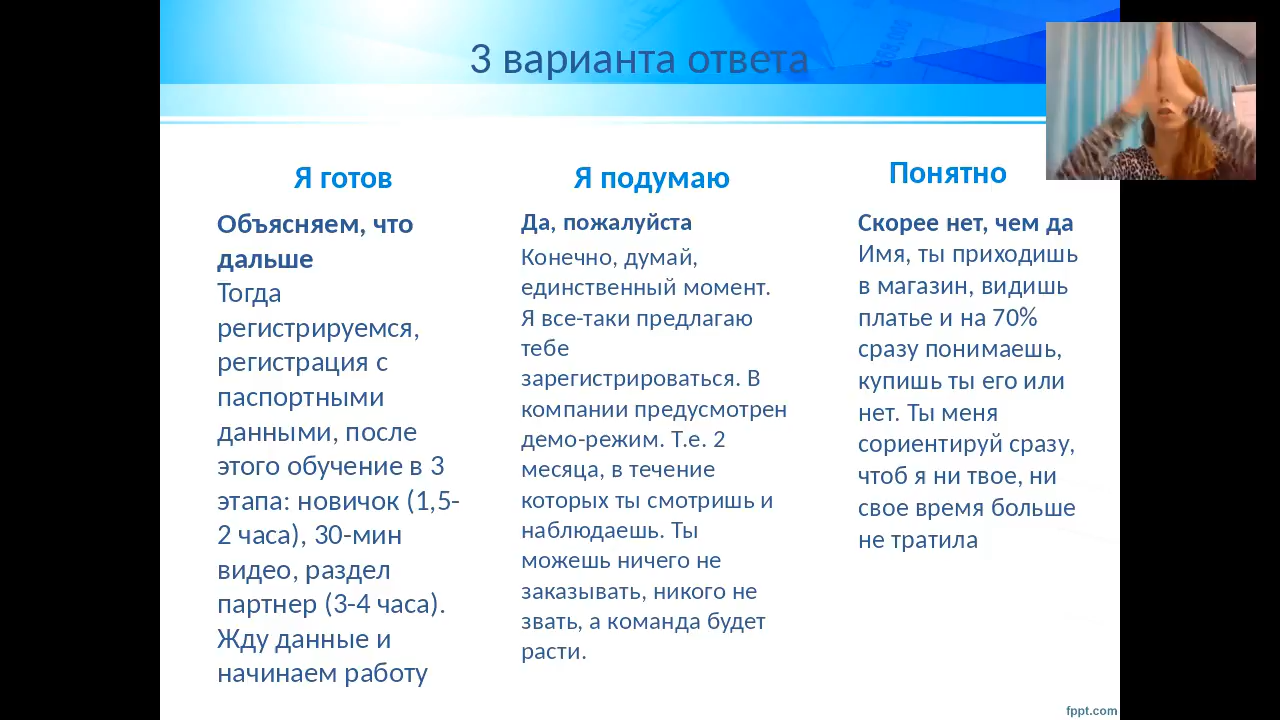 3 варианта ответа
Я готов
Объясняем, что
дальше
Тогда
регистрируемся,
регистрация с
паспортными
данными, после
этого обучение в 3
этапа: новичок (1,5-
2 часа), 30-мин
видео, раздел
партнер (3-4 часа).
Жду данные и
начинаем работу
Я подумаю
Да, пожалуйста
Конечно, думай,
единственный момент.
Я все-таки предлагаю
тебе
зарегистрироваться. В
компании предусмотрен
демо-режим. Т.е. 2
месяца, в течение
которых ты смотришь и
наблюдаешь. Ты
можешь ничего не
заказывать, никого не
звать, а команда будет
расти.
Понятно
Скорее нет, чем да
Имя, ты приходишь
в магазин, видишь
платье и на 70%
сразу понимаешь,
купишь ты его или
нет. Ты меня
сориентируй сразу,
чтоб я ни твое, ни
свое время больше
не тратила
fppt.com